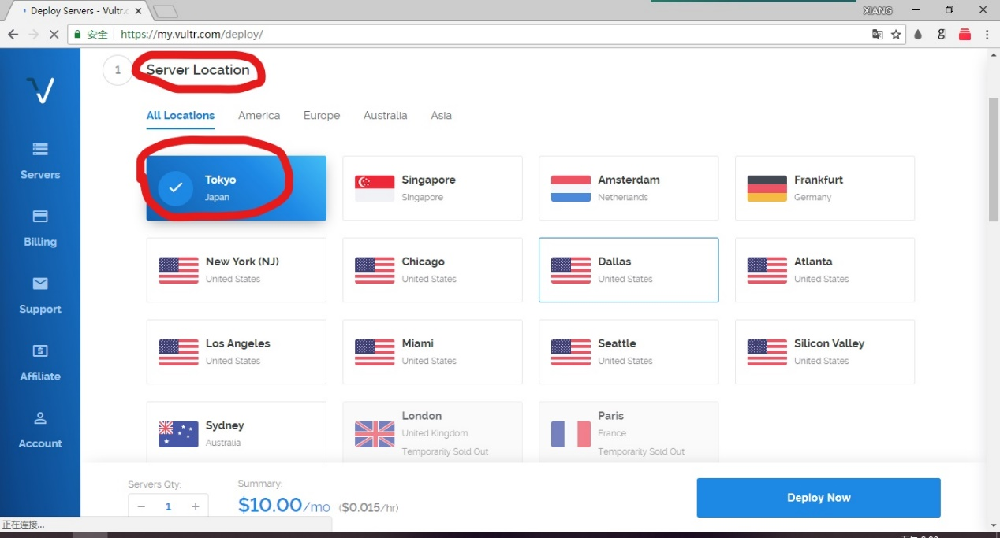 Deploy Servers - Vultr.c
XIANG
安全
https://my.vultr.com/deploy/
1
Server Location
All Locations
America
Europe
Australia
Asia
Tokyo
Japan
Singapore
Singapore
Amsterdam
Netherlands
Frankfurt
Germany
New York (NJ)
United States
Chicago
United States
Dallas
United States
Atlanta
United States
Los Angeles
United States
Miami
United States
Seattle
United States
Silicon Valley
United States
Sydney
Australia
London
United Kingdom
Temporarily Sold Out
Paris
France
Temporarily Sold Out
Servers
Billing
Support
Affiliate
Account
Servers Qty:
1
Summary:
$10.00/mo ($0.015/hr)
Deploy Now
正在连接...